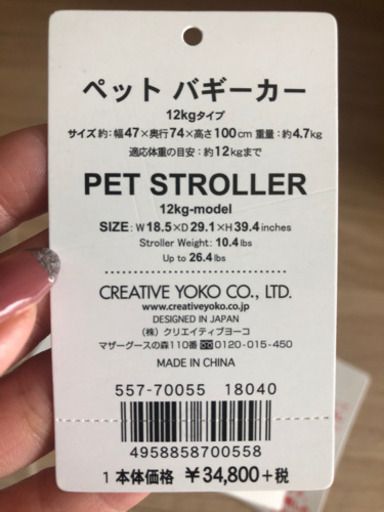 ペット バギーカー
12kgタイプ
サイズ約:幅47×奥行74×高さ100cm 重量:約4.7kg
適応体重の目安:約12kgまで
PET STROLLER
12kg-model
SIZE: W18.5×D29.1×H39.4inches
Stroller Weight: 10.4lbs
Up to 26.4lbs
CREATIVE YOKO CO., LTD.
www.creativeyoko.co.jp
DESIGNED IN JAPAN
(株)クリエイティブヨーコ
マザーグースの森110番 0120-015-450
MADE IN CHINA
557-70055 18040
4958858700558
1 本体価格 ¥34,800+税